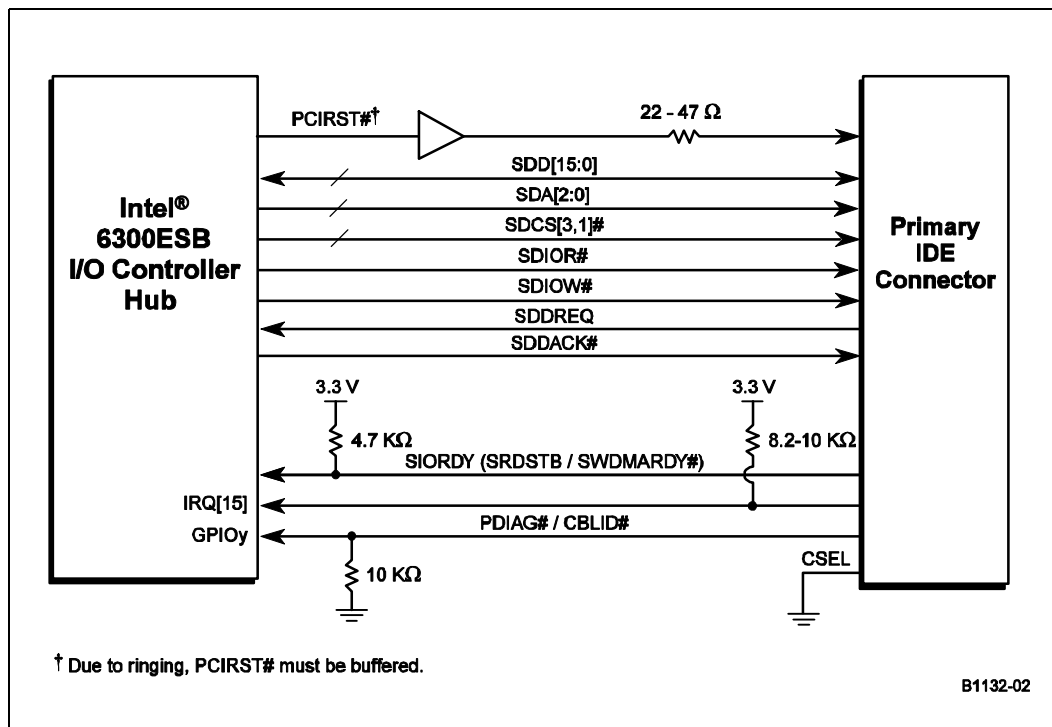 PCIRST#†
22 - 47 Ω
SDD[15:0]
SDA[2:0]
SDCS[3,1]#
SDIOR#
SDIOW#
SDDREQ
SDDACK#
Intel®
6300ESB
I/O Controller
Hub
Primary
IDE
Connector
3.3 V
3.3 V
4.7 KΩ
8.2-10 KΩ
SIORDY (SRDSTB / SWDMARDY#)
IRQ[15]
PDIAG# / CBLID#
GPIOy
CSEL
10 KΩ
† Due to ringing, PCIRST# must be buffered.
B1132-02